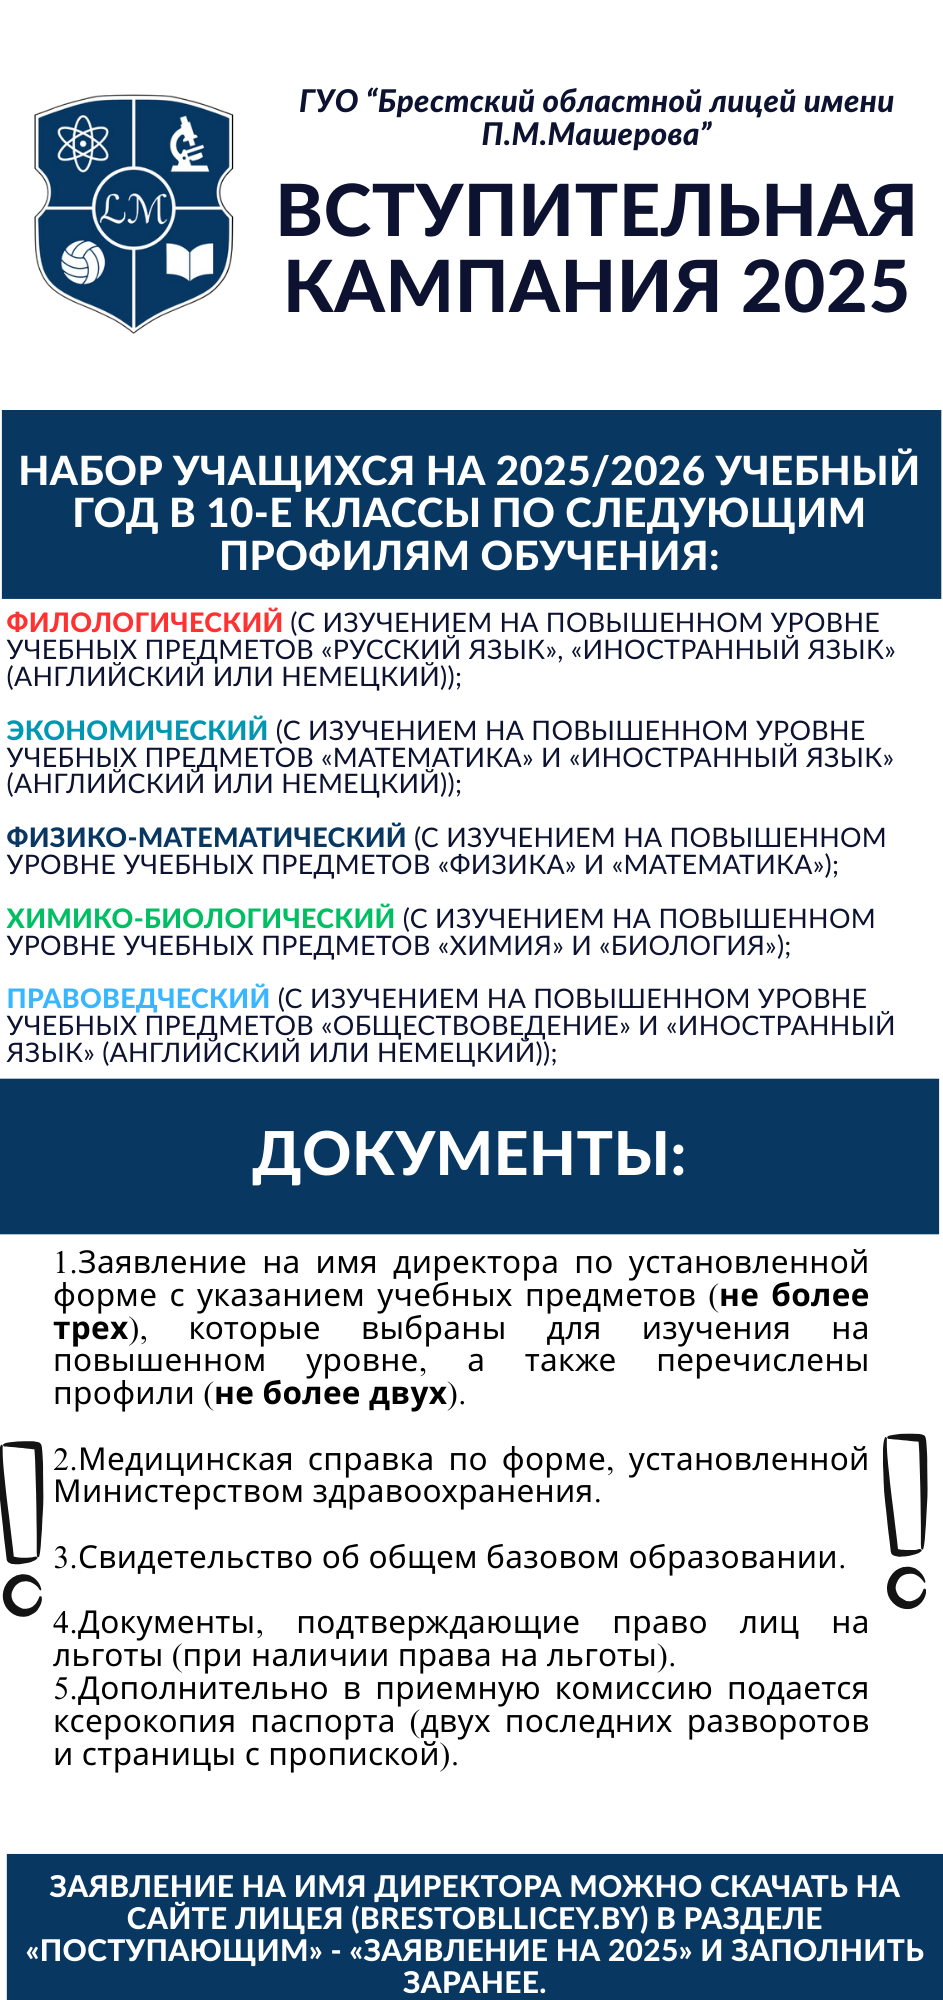 ГУО “Брестский областной лицей имени
П.М.Машерова”
LM
ВСТУПИТЕЛЬНАЯ
КАМПАНИЯ 2025
НАБОР УЧАЩИХСЯ НА 2025/2026 УЧЕБНЫЙ
ГОД В 10-Е КЛАССЫ ПО СЛЕДУЮЩИМ
ПРОФИЛЯМ ОБУЧЕНИЯ:
ФИЛОЛОГИЧЕСКИЙ (С ИЗУЧЕНИЕМ НА ПОВЫШЕННОМ УРОВНЕ
УЧЕБНЫХ ПРЕДМЕТОВ «РУССКИЙ ЯЗЫК», «ИНОСТРАННЫЙ ЯЗЫК»
(АНГЛИЙСКИЙ ИЛИ НЕМЕЦКИЙ));
ЭКОНОМИЧЕСКИЙ (С ИЗУЧЕНИЕМ НА ПОВЫШЕННОМ УРОВНЕ
УЧЕБНЫХ ПРЕДМЕТОВ «МАТЕМАТИКА» И «ИНОСТРАННЫЙ ЯЗЫК»
(АНГЛИЙСКИЙ ИЛИ НЕМЕЦКИЙ));
ФИЗИКО-МАТЕМАТИЧЕСКИЙ (С ИЗУЧЕНИЕМ НА ПОВЫШЕННОМ
УРОВНЕ УЧЕБНЫХ ПРЕДМЕТОВ «ФИЗИКА» И «МАТЕМАТИКА»);
ХИМИКО-БИОЛОГИЧЕСКИЙ (С ИЗУЧЕНИЕМ НА ПОВЫШЕННОМ
УРОВНЕ УЧЕБНЫХ ПРЕДМЕТОВ «ХИМИЯ» И «БИОЛОГИЯ»);
ПРАВОВЕДЧЕСКИЙ (С ИЗУЧЕНИЕМ НА ПОВЫШЕННОМ УРОВНЕ
УЧЕБНЫХ ПРЕДМЕТОВ «ОБЩЕСТВОВЕДЕНИЕ» И «ИНОСТРАННЫЙ
ЯЗЫК» (АНГЛИЙСКИЙ ИЛИ НЕМЕЦКИЙ));
ДОКУМЕНТЫ:
1.Заявление на имя директора по установленной
форме с указанием учебных предметов (не более
трех), которые выбраны для изучения на
повышенном уровне, а также перечислены
профили (не более двух).
2.Медицинская справка по форме, установленной
Министерством здравоохранения.
3.Свидетельство об общем базовом образовании.
4.Документы, подтверждающие право лиц на
льготы (при наличии права на льготы).
5.Дополнительно в приемную комиссию подается
ксерокопия паспорта (двух последних разворотов
и страницы с пропиской).
ЗАЯВЛЕНИЕ НА ИМЯ ДИРЕКТОРА МОЖНО СКАЧАТЬ НА
САЙТЕ ЛИЦЕЯ (BRESTOBLLICEY.BY) В РАЗДЕЛЕ
«ПОСТУПАЮЩИМ» - «ЗАЯВЛЕНИЕ НА 2025» И ЗАПОЛНИТЬ
ЗАРАНЕЕ.